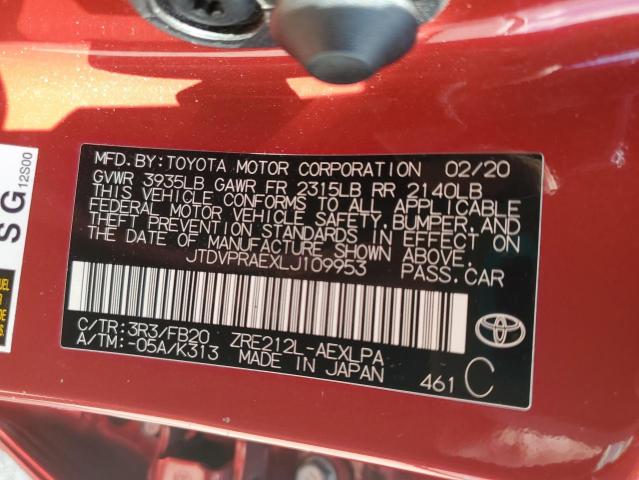 MFD.BY:TOYOTA MOTOR CORPORATION 02/20
GVWR 3935LB GAWR FR 2315LB RR 2140LB
THIS VEHICLE CONFORMS TO ALL APPLICABLE
FEDERAL MOTOR VEHICLE SAFETY, BUMPER, AND
THEFT PREVENTION STANDARDS IN EFFECT ON
THE DATE OF MANUFACTURE SHOWN ABOVE.
JTDVPRAEXLJ109953 PASS.CAR
C/TR:3R3/FB20 ZRE212L-AEXLPA
A/TM:-05A/K313 MADE IN JAPAN
461 C
SG
12S00